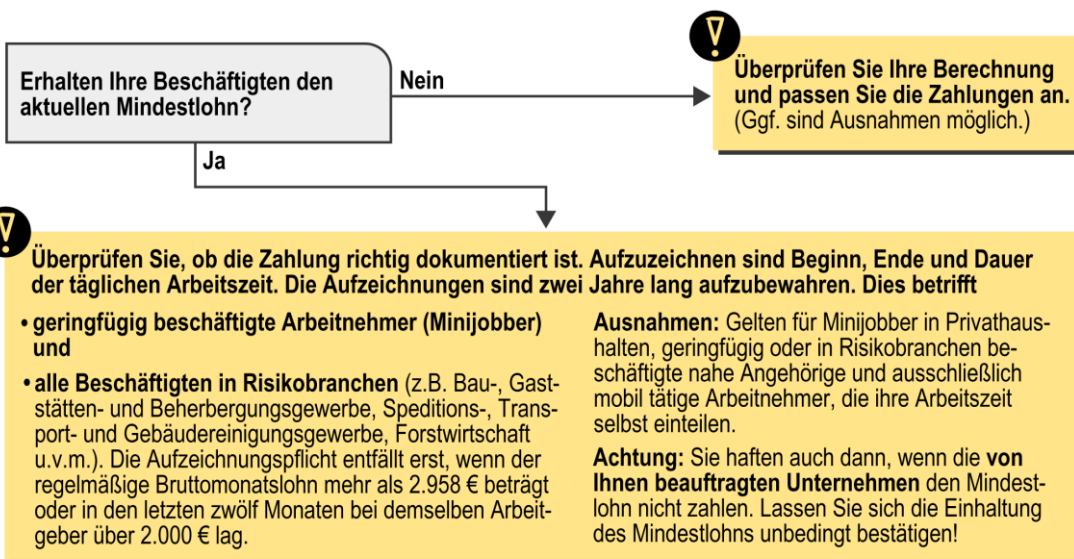 Erhalten Ihre Beschäftigten den
aktuellen Mindestlohn?
Nein
Überprüfen Sie Ihre Berechnung
und passen Sie die Zahlungen an.
(Ggf. sind Ausnahmen möglich.)
Ja
Überprüfen Sie, ob die Zahlung richtig dokumentiert ist. Aufzuzeichnen sind Beginn, Ende und Dauer
der täglichen Arbeitszeit. Die Aufzeichnungen sind zwei Jahre lang aufzubewahren. Dies betrifft
• geringfügig beschäftigte Arbeitnehmer (Minijobber)
und
• alle Beschäftigten in Risikobranchen (z.B. Bau-, Gast-
stätten- und Beherbergungsgewerbe, Speditions-, Trans-
port- und Gebäudereinigungsgewerbe, Forstwirtschaft
u.v.m.). Die Aufzeichnungspflicht entfällt erst, wenn der
regelmäßige Bruttomonatslohn mehr als 2.958 € beträgt
oder in den letzten zwölf Monaten bei demselben Arbeit-
geber über 2.000 € lag.
Ausnahmen: Gelten für Minijobber in Privathaus-
halten, geringfügig oder in Risikobranchen be-
schäftigte nahe Angehörige und ausschließlich
mobil tätige Arbeitnehmer, die ihre Arbeitszeit
selbst einteilen.
Achtung: Sie haften auch dann, wenn die von
Ihnen beauftragten Unternehmen den Mindest-
lohn nicht zahlen. Lassen Sie sich die Einhaltung
des Mindestlohns unbedingt bestätigen!